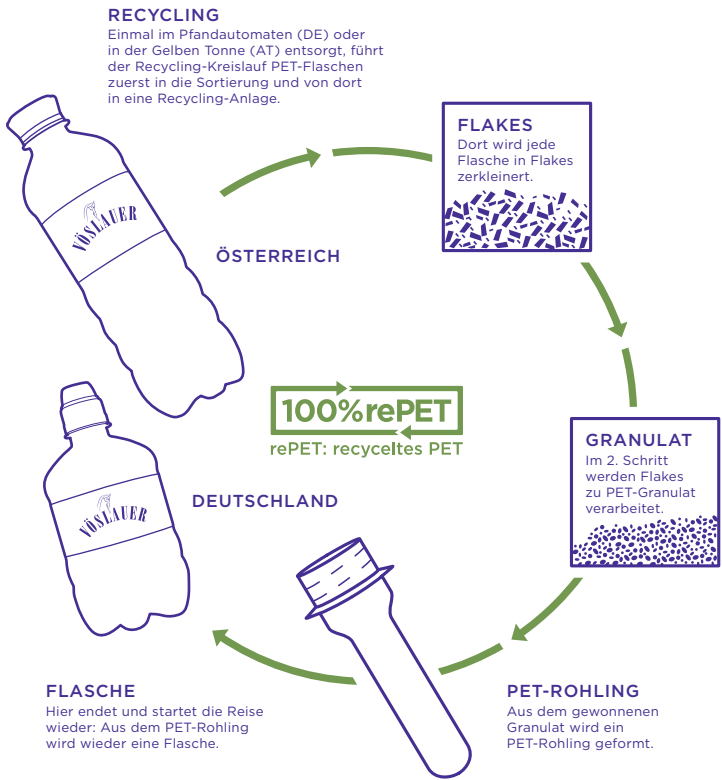 RECYCLING
Einmal im Pfandautomaten (DE) oder
in der Gelben Tonne (AT) entsorgt, führt
der Recycling-Kreislauf PET-Flaschen
zuerst in die Sortierung und von dort
in eine Recycling-Anlage.
FLAKES
Dort wird jede
Flasche in Flakes
zerkleinert.
VÖSLAUER
ÖSTERREICH
100%rePET
rePET: recyceltes PET
GRANULAT
Im 2. Schritt
werden Flakes
zu PET-Granulat
verarbeitet.
VÖSLAUER
DEUTSCHLAND
FLASCHE
Hier endet und startet die Reise
wieder: Aus dem PET-Rohling
wird wieder eine Flasche.
PET-ROHLING
Aus dem gewonnenen
Granulat wird ein
PET-Rohling geformt.